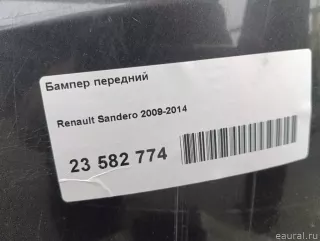 Бампер передний
Renault Sandero 2009-2014
23 582 774
eaural.ru